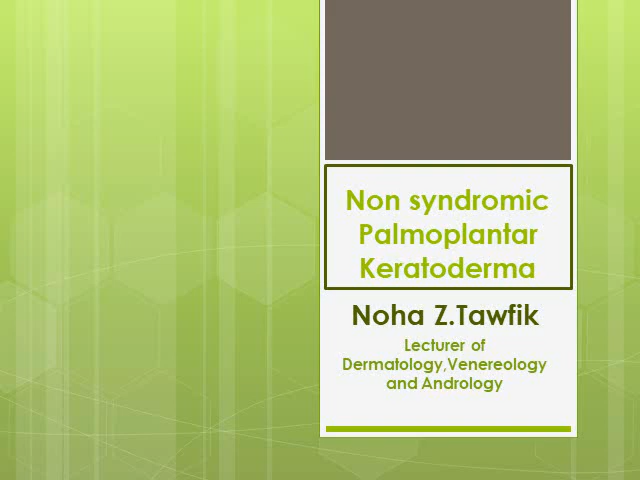 Non syndromic
Palmoplantar
Keratoderma
Noha Z.Tawfik
Lecturer of
Dermatology,Venereology
and Andrology